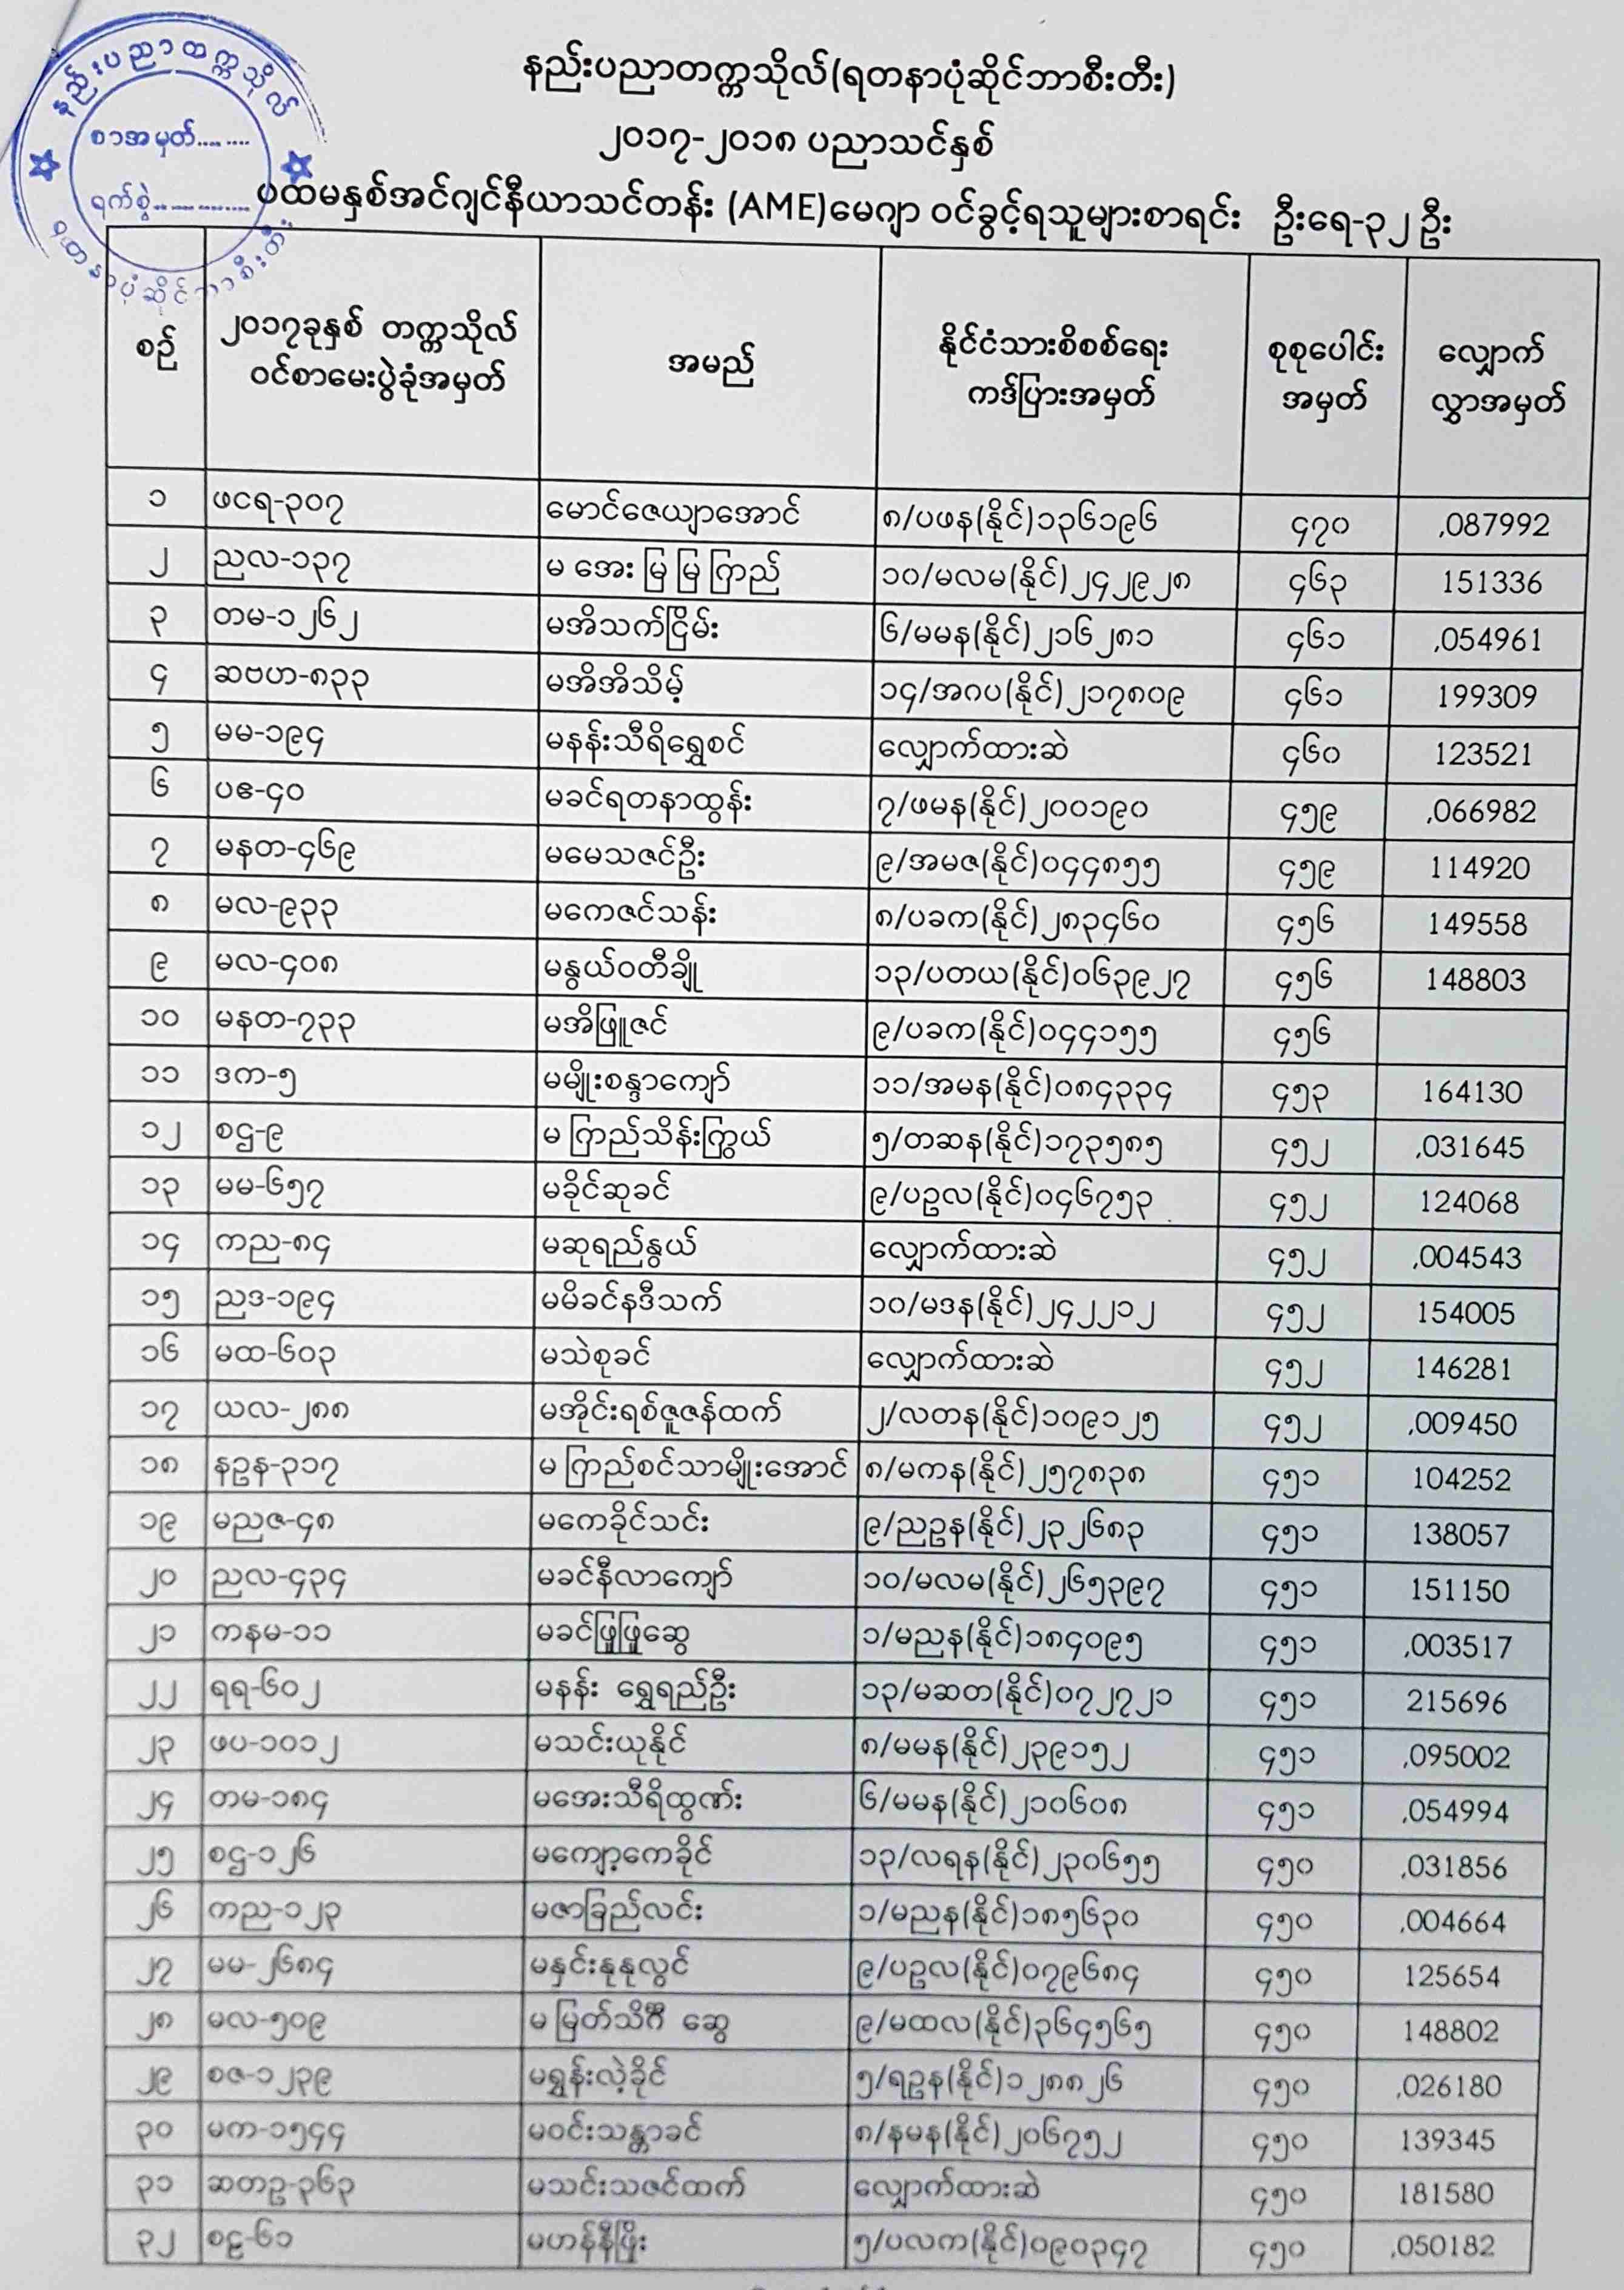 နည်းပညာတက္ကသိုလ်
စာအမှတ်........
ရက်စွဲ................
ရတနာပုံဆိုင်ဘာစီးတီး
နည်းပညာတက္ကသိုလ်(ရတနာပုံဆိုင်ဘာစီးတီး)
၂၀၁၇-၂၀၁၈ ပညာသင်နှစ်
ပထမနှစ်အင်ဂျင်နီယာသင်တန်း (AME)မေဂျာ ဝင်ခွင့်ရသူများစာရင်း ဦးရေ-၃၂ ဦး
စဉ် ၂၀၁၇ခုနှစ် တက္ကသိုလ် ဝင်စာမေးပွဲခုံအမှတ် အမည် နိုင်ငံသားစိစစ်ရေး ကဒ်ပြားအမှတ် စုစုပေါင်း အမှတ် လျှောက် လွှာအမှတ်
၁ ဖငရ-၃၀၇ မောင်ဇေယျာအောင် ၈/ပဖန(နိုင်)၁၃၆၁၉၆ ၄၇၀ ,087992
၂ ညလ-၁၃၇ မ အေး မြ မြ ကြည် ၁၀/မလမ(နိုင်)၂၄၂၉၂၈ ၄၆၃ 151336
၃ တမ-၁၂၆၂ မအိသက်ငြိမ်း ၆/မမန(နိုင်)၂၁၆၂၈၁ ၄၆၁ ,054961
၄ ဆဗဟ-၈၃၃ မအိအိသိမ့် ၁၄/အဂပ(နိုင်)၂၁၇၈၀၉ ၄၆၁ 199309
၅ မမ-၁၉၄ မနန်းသီရိရွှေစင် လျှောက်ထားဆဲ ၄၆၀ 123521
၆ ပဧ-၄၀ မခင်ရတနာထွန်း ၇/ဖမန(နိုင်)၂၀၀၁၉၀ ၄၅၉ ,066982
၇ မနတ-၄၆၉ မမေသဇင်ဦး ၉/အမဇ(နိုင်)၀၄၄၈၅၅ ၄၅၉ 114920
၈ မလ-၉၃၃ မကေဇင်သန်း ၈/ပခက(နိုင်)၂၈၃၄၆၀ ၄၅၆ 149558
၉ မလ-၄၀၈ မနွယ်ဝတီချို ၁၃/ပတယ(နိုင်)၀၆၃၉၂၇ ၄၅၆ 148803
၁၀ မနတ-၇၃၃ မအိဖြူဇင် ၉/ပခက(နိုင်)၀၄၄၁၅၅ ၄၅၆
၁၁ ဒက-၅ မမျိုးစန္ဒာကျော် ၁၁/အမန(နိုင်)၀၈၄၃၃၄ ၄၅၃ 164130
၁၂ စဌ-၉ မ ကြည်သိန်းကြွယ် ၅/တဆန(နိုင်)၁၇၃၅၈၅ ၄၅၂ ,031645
၁၃ မမ-၆၅၇ မခိုင်ဆုခင် ၉/ပဥလ(နိုင်)၀၄၆၇၅၃ ၄၅၂ 124068
၁၄ ကည-၈၄ မဆုရည်နွယ် လျှောက်ထားဆဲ ၄၅၂ ,004543
၁၅ ညဒ-၁၉၄ မမိခင်နဒီသက် ၁၀/မဒန(နိုင်)၂၄၂၂၁၂ ၄၅၂ 154005
၁၆ မထ-၆၀၃ မသဲစုခင် လျှောက်ထားဆဲ ၄၅၂ 146281
၁၇ ယလ-၂၈၈ မအိုင်းရစ်ဇူဇန်ထက် ၂/လတန(နိုင်)၁၀၉၁၂၅ ၄၅၂ ,009450
၁၈ နဥန-၃၁၇ မ ကြည်စင်သာမျိုးအောင် ၈/မကန(နိုင်)၂၅၇၈၃၈ ၄၅၁ 104252
၁၉ မညဇ-၄၈ မကေခိုင်သင်း ၉/ညဥန(နိုင်)၂၃၂၆၈၃ ၄၅၁ 138057
၂၀ ညလ-၄၃၄ မခင်နီလာကျော် ၁၀/မလမ(နိုင်)၂၆၅၃၉၇ ၄၅၁ 151150
၂၁ ကနမ-၁၁ မခင်ဖြူဖြူဆွေ ၁/မညန(နိုင်)၁၈၄၀၉၅ ၄၅၁ ,003517
၂၂ ရရ-၆၀၂ မနန်း ရွှေရည်ဦး ၁၃/မဆတ(နိုင်)၀၇၂၇၂၁ ၄၅၁ 215696
၂၃ ဖပ-၁၀၁၂ မသင်းယုနိုင် ၈/မမန(နိုင်)၂၃၉၁၅၂ ၄၅၁ ,095002
၂၄ တမ-၁၈၄ မအေးသီရိထွဏ်း ၆/မမန(နိုင်)၂၁၀၆၀၈ ၄၅၁ ,054994
၂၅ စဌ-၁၂၆ မကျော့ကေခိုင် ၁၃/လရန(နိုင်)၂၃၀၆၅၅ ၄၅၀ ,031856
၂၆ ကည-၁၂၃ မဇာခြည်လင်း ၁/မညန(နိုင်)၁၈၅၆၃၀ ၄၅၀ ,004664
၂၇ မမ-၂၆၈၄ မနှင်းနုနုလွင် ၉/ပဥလ(နိုင်)၀၇၉၆၈၄ ၄၅၀ 125654
၂၈ မလ-၅၀၉ မ မြတ်သိင်္ဂီ ဆွေ ၉/မထလ(နိုင်)၃၆၄၅၆၅ ၄၅၀ 148802
၂၉ စဇ-၁၂၃၉ မရွှန်းလဲ့ခိုင် ၅/ရဥန(နိုင်)၁၂၈၈၂၆ ၄၅၀ ,026180
၃၀ မက-၁၅၄၄ မဝင်းသန္တာခင် ၈/နမန(နိုင်)၂၀၆၇၅၂ ၄၅၀ 139345
၃၁ ဆတဥ-၃၆၃ မသင်းသဇင်ထက် လျှောက်ထားဆဲ ၄၅၀ 181580
၃၂ စဠ-၆၁ မဟန်နီဖြိုး ၅/ပလက(နိုင်)၀၉၀၃၄၇ ၄၅၀ ,050182